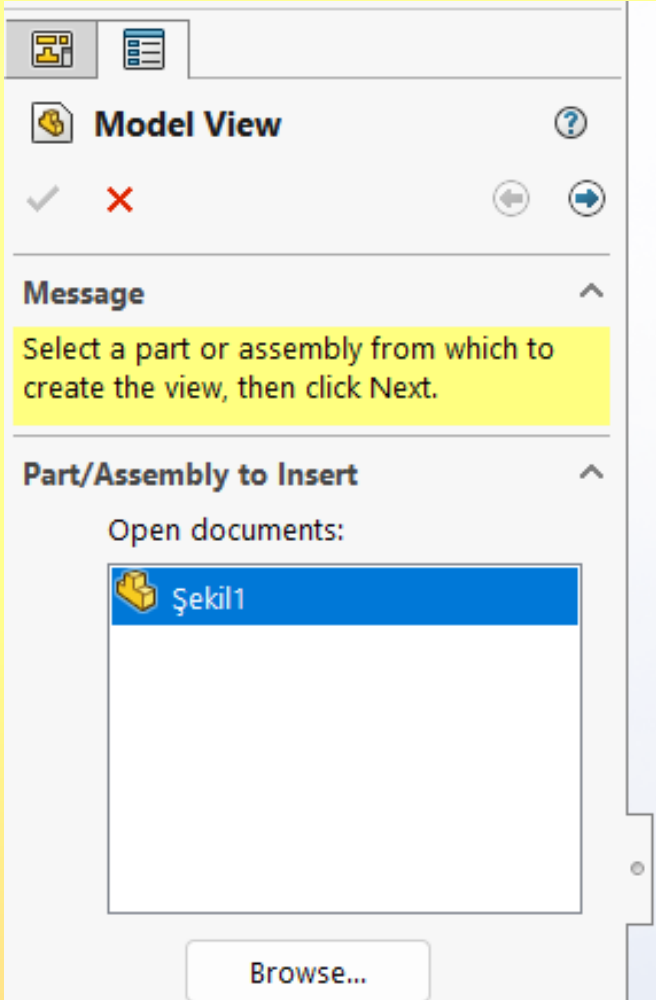 Model View
Message
Select a part or assembly from which to
create the view, then click Next.
Part/Assembly to Insert
Open documents:
Şekil1
Browse...